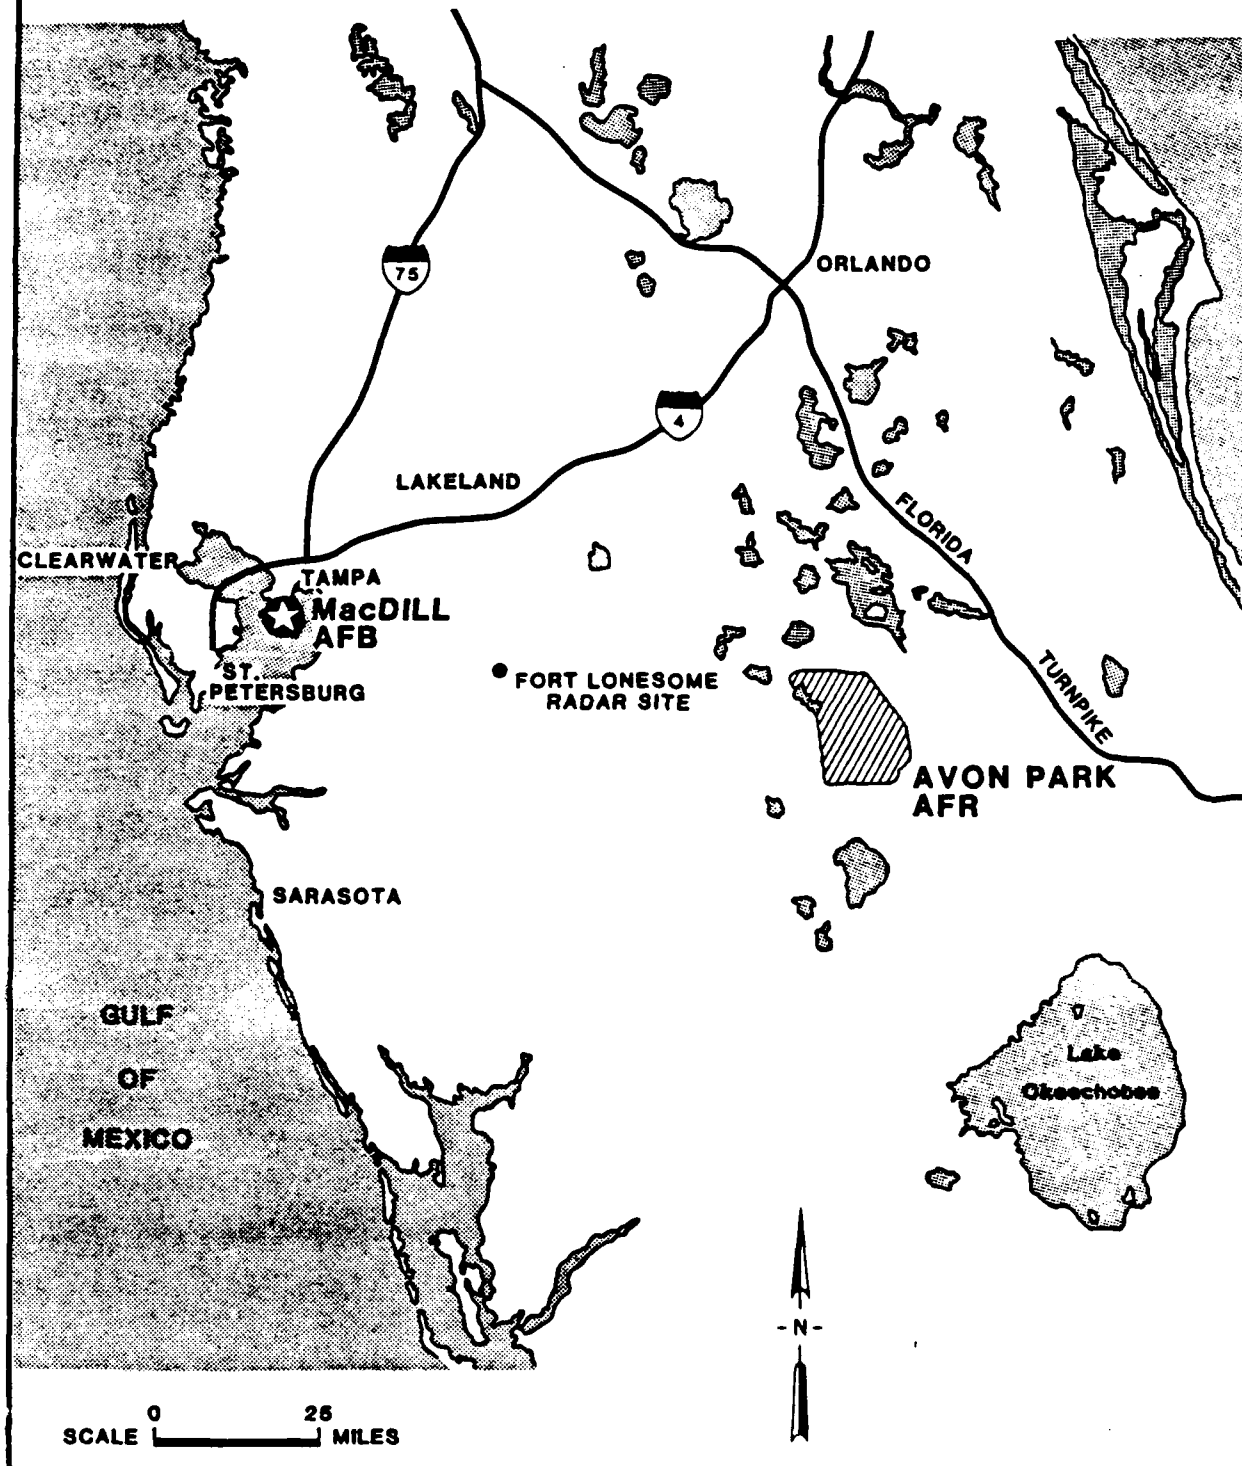 75
ORLANDO
4
LAKELAND
FLORIDA
TURNPIKE
CLEARWATER
TAMPA
MacDILL
AFB
ST.
PETERSBURG
FORT LONESOME
RADAR SITE
AVON PARK
AFR
SARASOTA
GULF
OF
MEXICO
Lake
Okeechobee
-N-
0 25
SCALE MILES